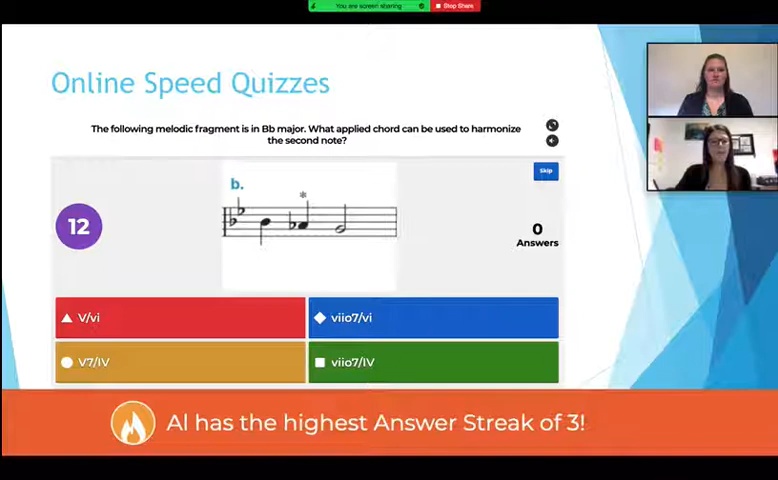 You are screen sharing
Stop Share
Online Speed Quizzes
The following melodic fragment is in Bb major. What applied chord can be used to harmonize
the second note?
Skip
b.
*
12
0
Answers
V/vi
viio7/vi
V7/IV
viio7/IV
Al has the highest Answer Streak of 3!